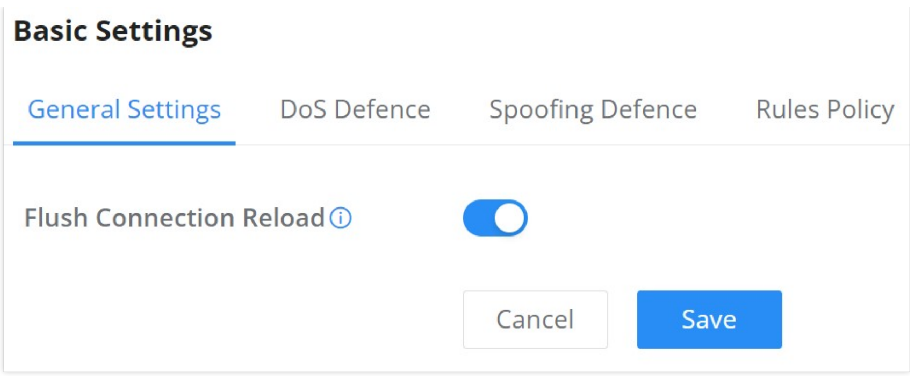 Basic Settings
General Settings DoS Defence Spoofing Defence Rules Policy
Flush Connection Reload
Cancel Save